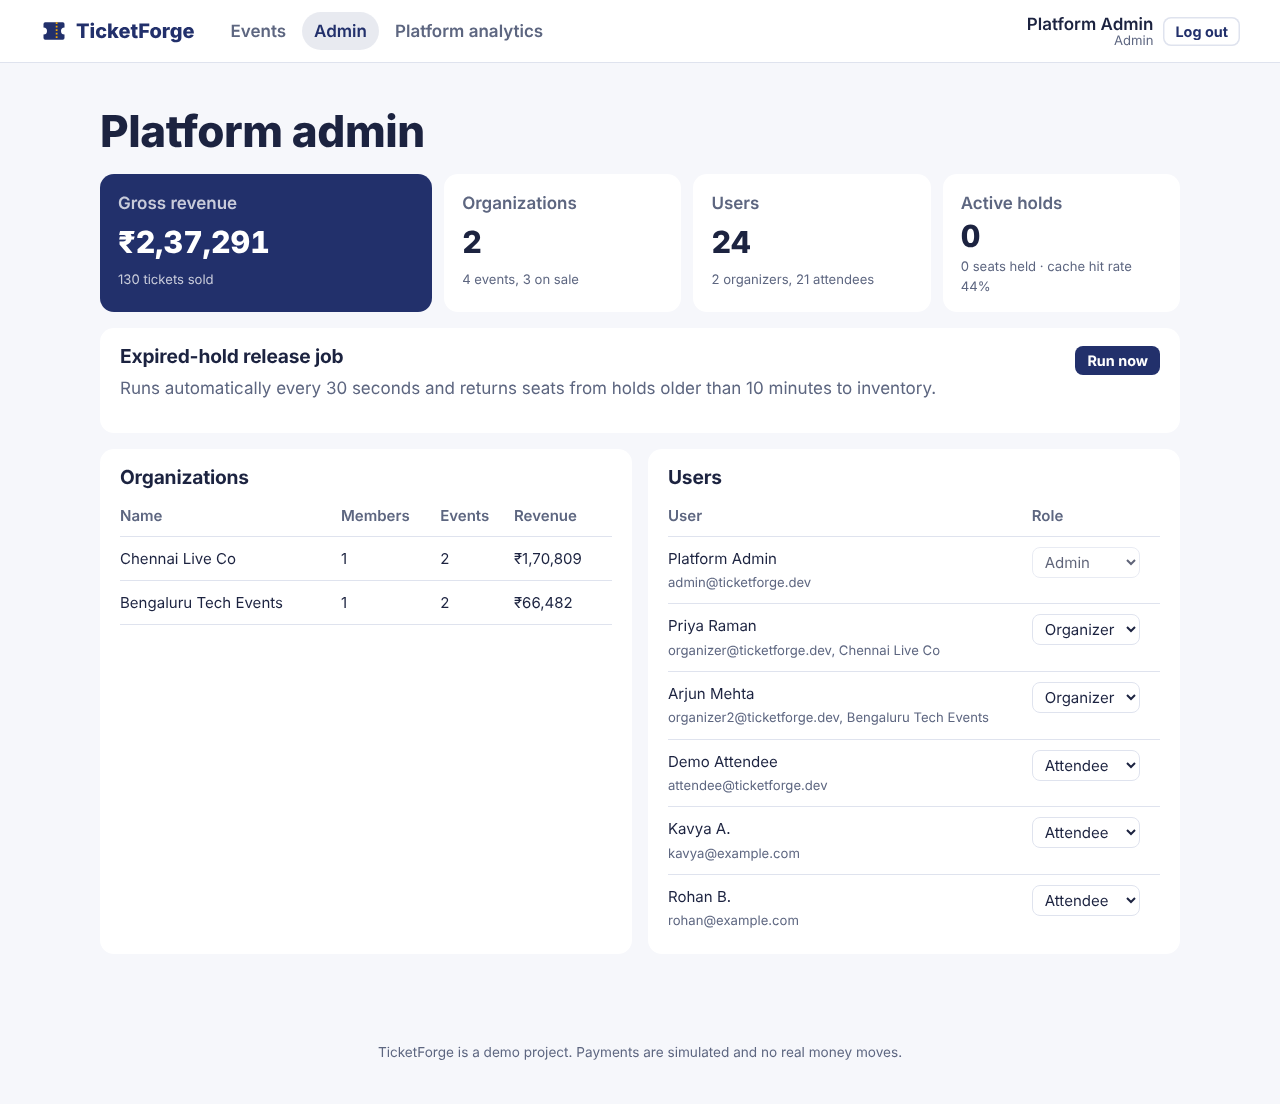 TicketForge
Events
Admin
Platform analytics
Platform Admin
Admin
Log out
Platform admin
Gross revenue
₹2,37,291
130 tickets sold
Organizations
2
4 events, 3 on sale
Users
24
2 organizers, 21 attendees
Active holds
0
0 seats held · cache hit rate
44%
Expired-hold release job
Run now
Runs automatically every 30 seconds and returns seats from holds older than 10 minutes to inventory.
Organizations
Name Members Events Revenue
Chennai Live Co 1 2 ₹1,70,809
Bengaluru Tech Events 1 2 ₹66,482
Users
User Role
Platform Admin Admin
admin@ticketforge.dev
Priya Raman Organizer
organizer@ticketforge.dev, Chennai Live Co
Arjun Mehta Organizer
organizer2@ticketforge.dev, Bengaluru Tech Events
Demo Attendee Attendee
attendee@ticketforge.dev
Kavya A. Attendee
kavya@example.com
Rohan B. Attendee
rohan@example.com
TicketForge is a demo project. Payments are simulated and no real money moves.